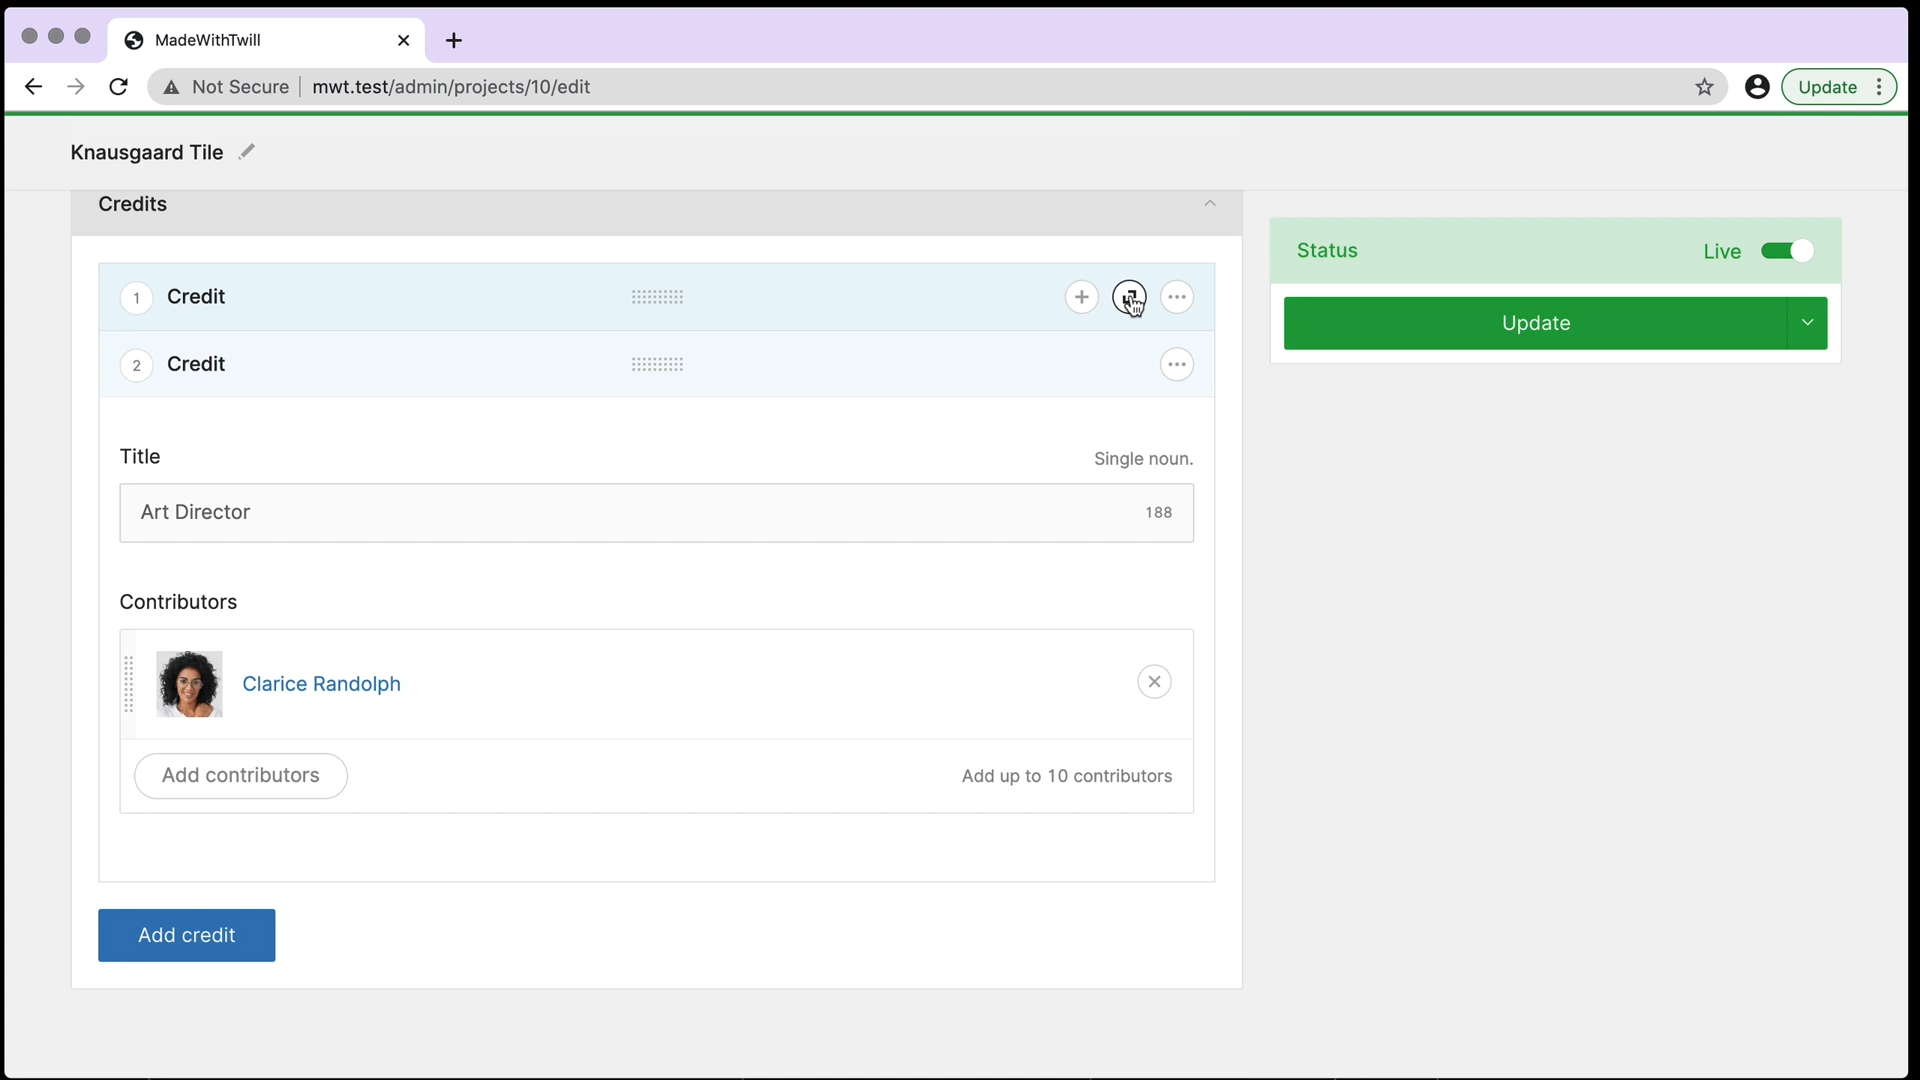 MadeWithTwill
Not Secure mwt.test/admin/projects/10/edit
Update
Knausgaard Tile
Credits
Status
Live
1 Credit
Update
2 Credit
Title
Single noun.
Art Director
188
Contributors
Clarice Randolph
Add contributors
Add up to 10 contributors
Add credit